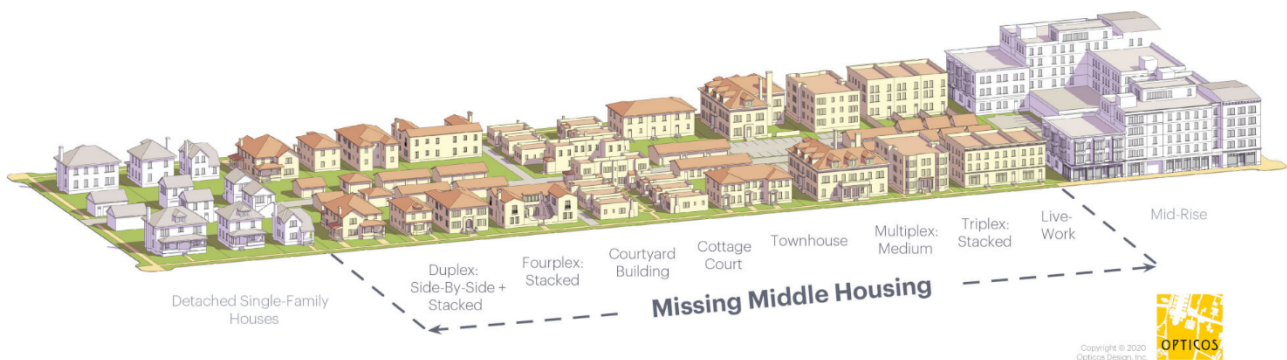 Detached Single-Family
Houses
Duplex:
Side-By-Side +
Stacked
Fourplex:
Stacked
Courtyard
Building
Cottage
Court
Townhouse
Multiplex:
Medium
Triplex:
Stacked
Live-
Work
Mid-Rise
Missing Middle Housing
Copyright © 2020
Opticos Design, Inc.
OPTICOS